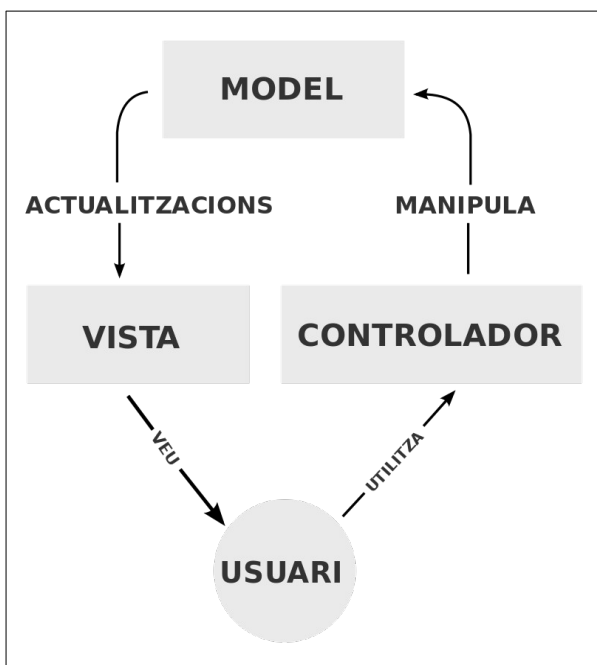 MODEL
ACTUALITZACIONS
MANIPULA
VISTA
CONTROLADOR
VEU
UTILITZA
USUARI